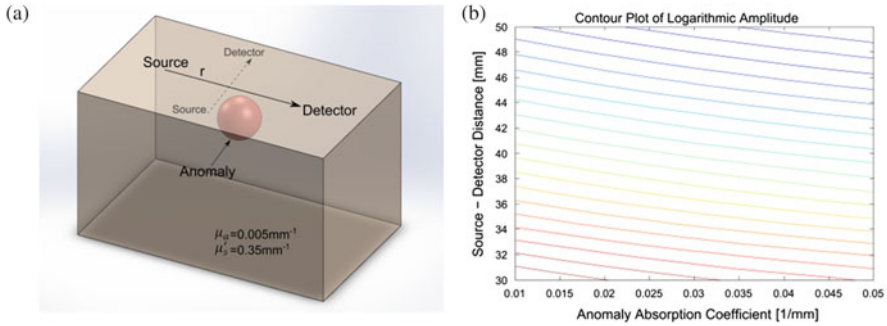 (a)
Source
r
Detector
Detector
Source
Anomaly
μa=0.005mm⁻¹
μ's=0.35mm⁻¹
(b)
Contour Plot of Logarithmic Amplitude
Source − Detector Distance [mm]
50
48
46
44
42
40
38
36
34
32
30
0.01
0.015
0.02
0.025
0.03
0.035
0.04
0.045
0.05
Anomaly Absorption Coefficient [1/mm]